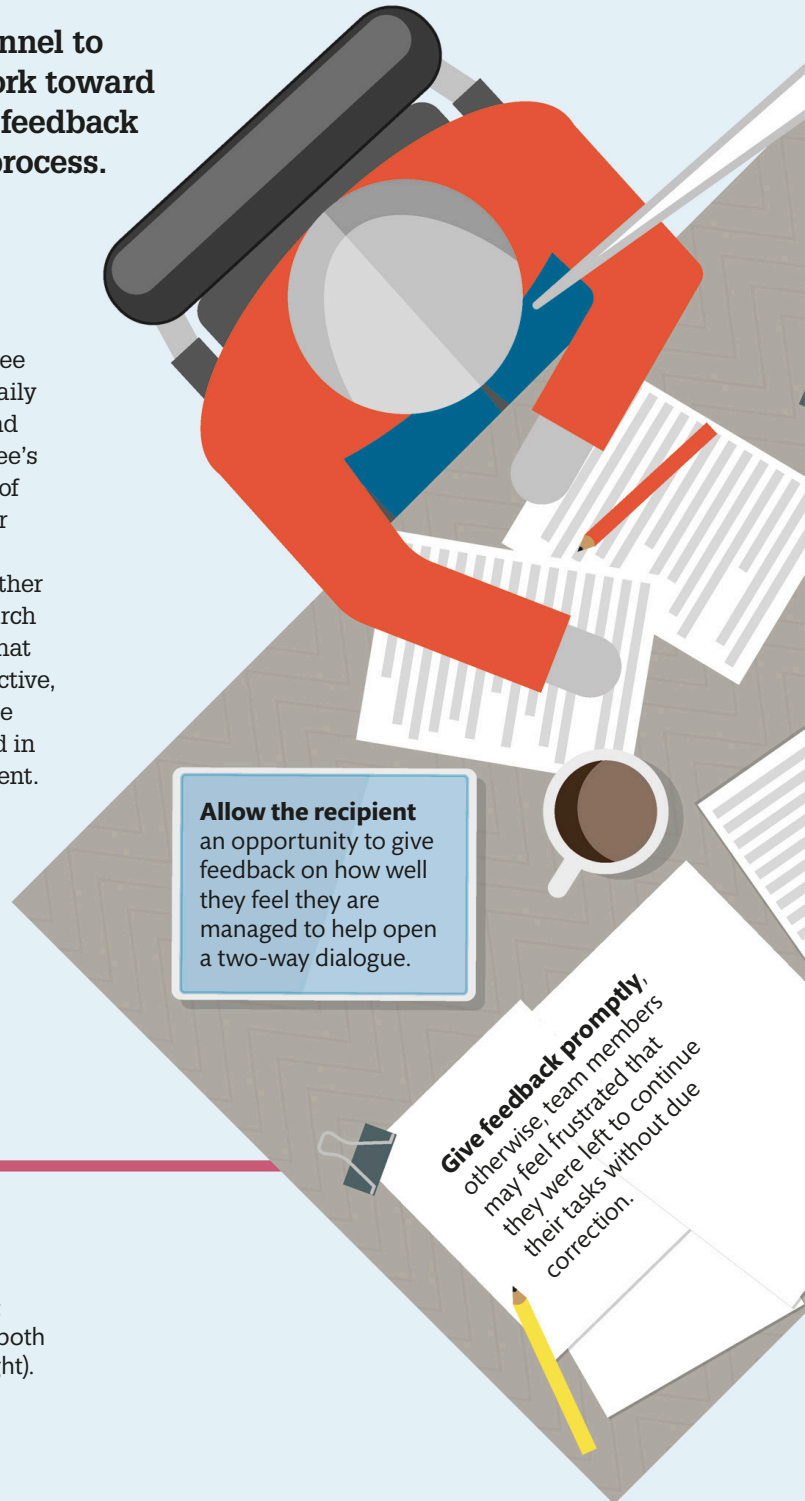 nnel to
ork toward
feedback
process.
ee
aily
nd
ee's
of
r
ther
rch
hat
ctive,
e
d in
ent.
Allow the recipient
an opportunity to give
feedback on how well
they feel they are
managed to help open
a two-way dialogue.
Give feedback promptly,
otherwise, team members
may feel frustrated that
they were left to continue
their tasks without due
correction.
both
ght).